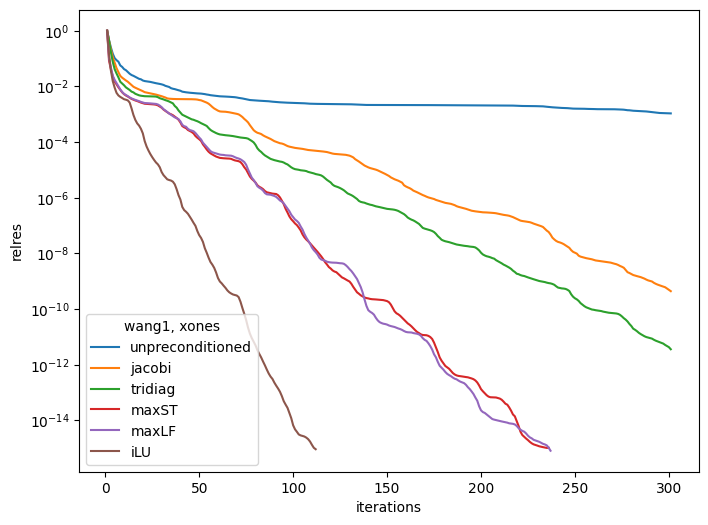 10^0
10^−2
10^−4
10^−6
10^−8
10^−10
10^−12
10^−14
relres
wang1, xones
unpreconditioned
jacobi
tridiag
maxST
maxLF
iLU
0 50 100 150 200 250 300
iterations